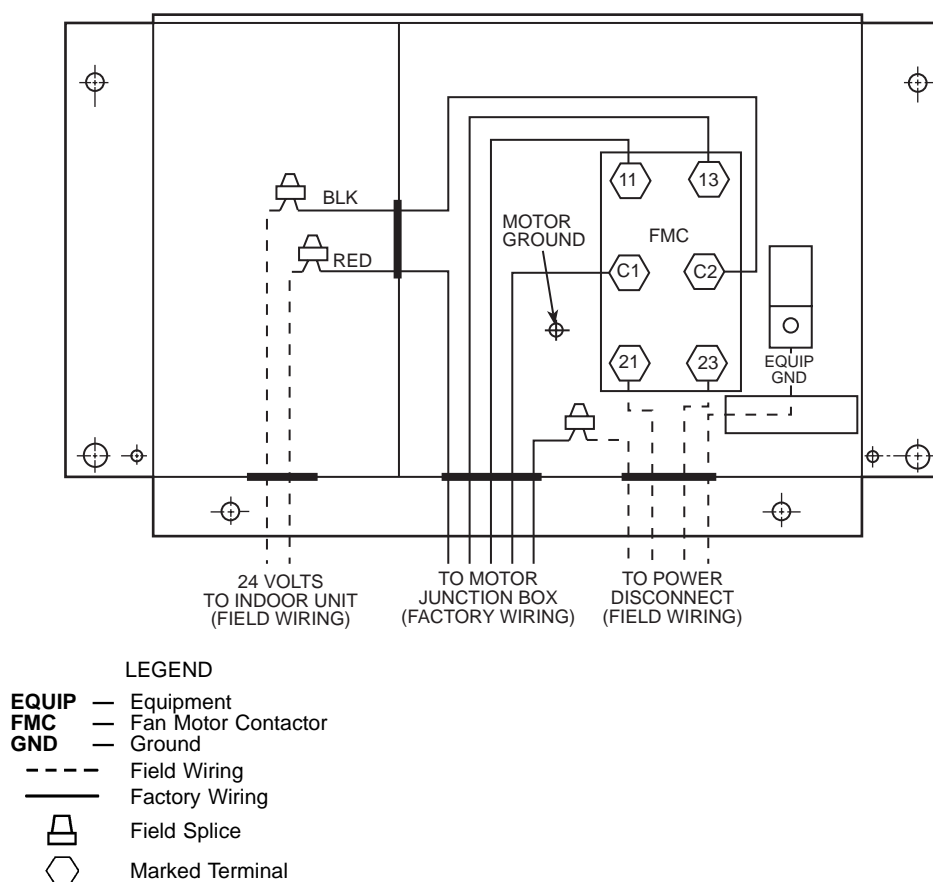 11
13
BLK
MOTOR
GROUND
FMC
RED
C1
C2
21
23
EQUIP
GND
24 VOLTS
TO INDOOR UNIT
(FIELD WIRING)
TO MOTOR
JUNCTION BOX
(FACTORY WIRING)
TO POWER
DISCONNECT
(FIELD WIRING)
LEGEND
EQUIP — Equipment
FMC — Fan Motor Contactor
GND — Ground
Field Wiring
Factory Wiring
Field Splice
Marked Terminal